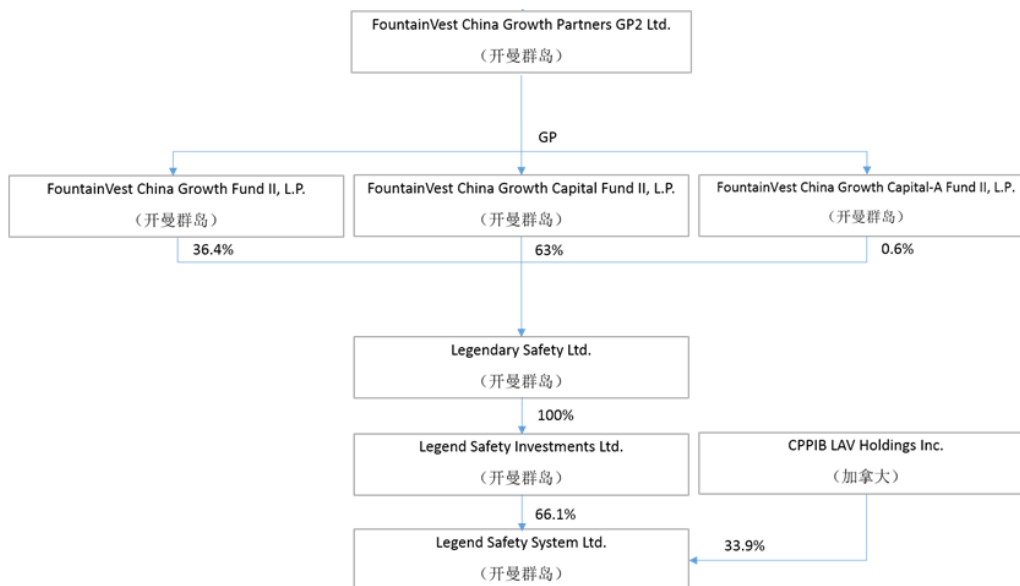 FountainVest China Growth Partners GP2 Ltd.
（开曼群岛）
GP
FountainVest China Growth Fund II, L.P.
（开曼群岛）
FountainVest China Growth Capital Fund II, L.P.
（开曼群岛）
FountainVest China Growth Capital-A Fund II, L.P.
（开曼群岛）
36.4%
63%
0.6%
Legendary Safety Ltd.
（开曼群岛）
100%
Legend Safety Investments Ltd.
（开曼群岛）
CPPIB LAV Holdings Inc.
（加拿大）
66.1%
33.9%
Legend Safety System Ltd.
（开曼群岛）